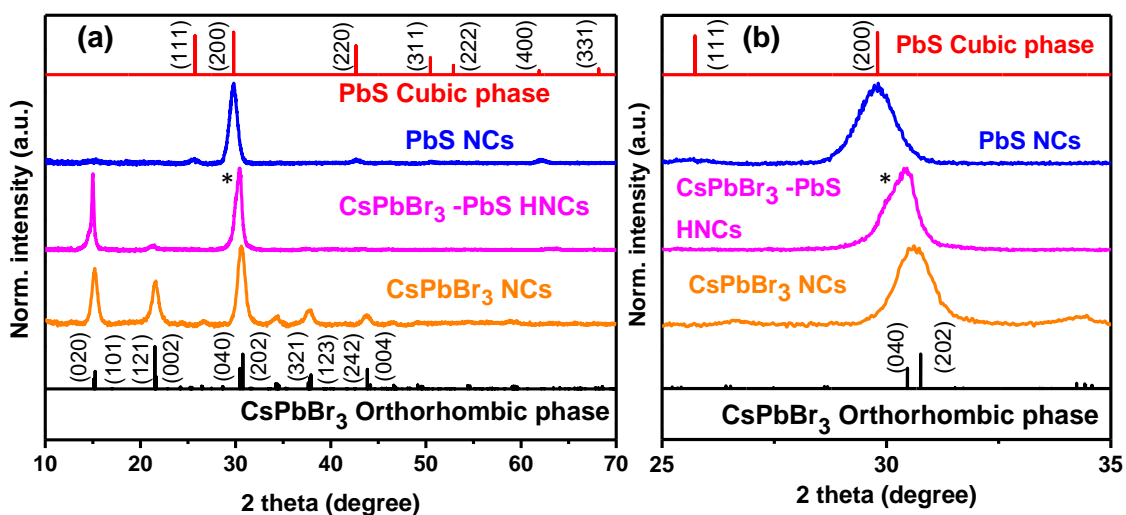 (a)
(111)
(200)
(220)
(311)
(222)
(400)
(331)
PbS Cubic phase
PbS NCs
*
CsPbBr3 -PbS HNCs
CsPbBr3 NCs
(020)
(101)
(121)
(002)
(040)
(202)
(321)
(123)
(242)
(004)
CsPbBr3 Orthorhombic phase
10 20 30 40 50 60 70
2 theta (degree)
Norm. intensity (a.u.)
(b)
(111)
(200)
PbS Cubic phase
PbS NCs
*
CsPbBr3 -PbS
HNCs
CsPbBr3 NCs
(040)
(202)
CsPbBr3 Orthorhombic phase
25 30 35
2 theta (degree)
Norm. intensity (a.u.)